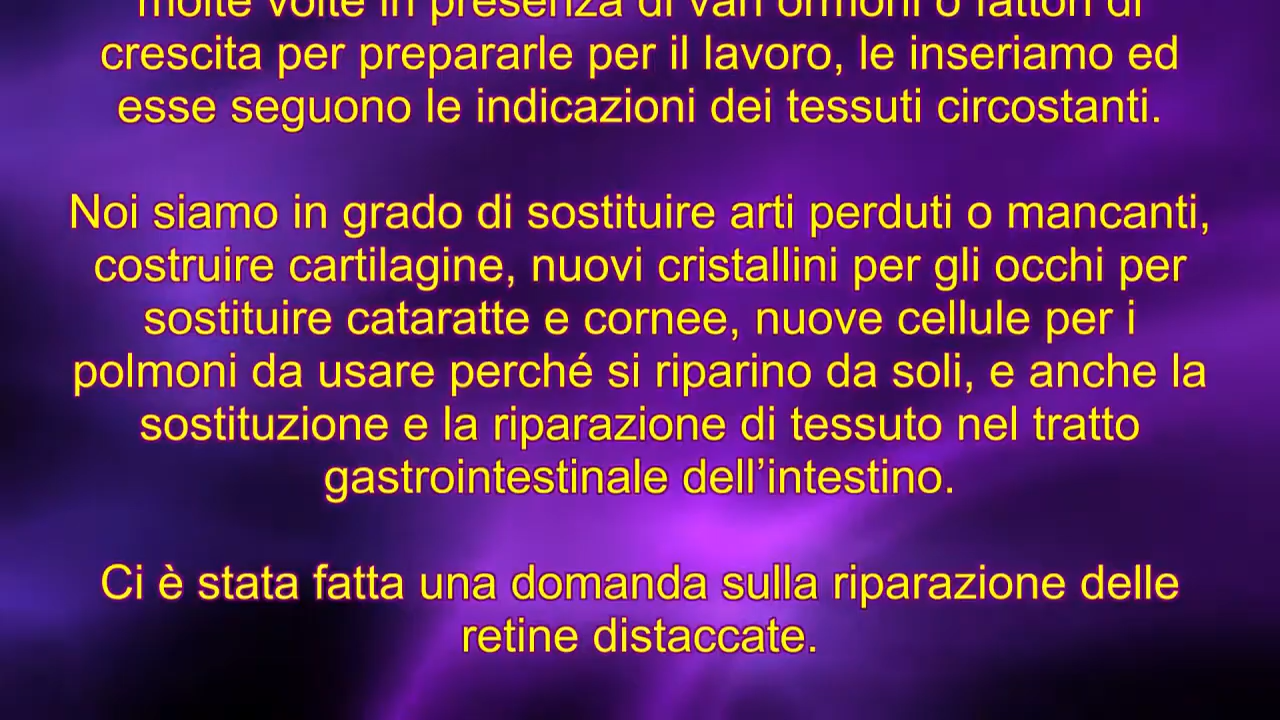 molte volte in presenza di vari ormoni o fattori di
crescita per prepararle per il lavoro, le inseriamo ed
esse seguono le indicazioni dei tessuti circostanti.
Noi siamo in grado di sostituire arti perduti o mancanti,
costruire cartilagine, nuovi cristallini per gli occhi per
sostituire cataratte e cornee, nuove cellule per i
polmoni da usare perché si riparino da soli, e anche la
sostituzione e la riparazione di tessuto nel tratto
gastrointestinale dell’intestino.
Ci è stata fatta una domanda sulla riparazione delle
retine distaccate.